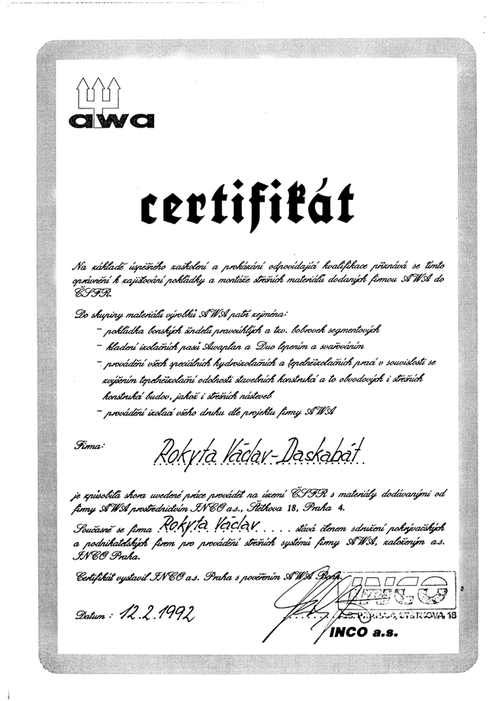 awa
certifikát
Na základě úspěšného zaškolení a prokázání odpovídající kvalifikace přiznává se tímto
oprávnění k zajišťování pokládky a montáže střešních materiálů dodaných firmou AWA do
ČSFR.
Do skupiny materiálů výrobků AWA patří zejména:
- pokládka bonských šindelů pravoúhlých a tzv. bobrovek segmentových
- kladení izolačních pasů Awaplan a Duo lepením a svařováním
- provádění všech speciálních hydroizolačních a tepelněizolačních prací v souvislosti se
zvýšením tepelněizolační odolnosti stavebních konstrukcí a to obvodových i střešních
konstrukcí budov, jakož i střešních nástaveb
- provádění izolací všeho druhu dle projektu firmy AWA
Firma: Rokyta Václav-Daskabát
je způsobilá shora uvedené práce provádět na území ČSFR s materiály dodávanými od
firmy AWA prostřednictvím INCO a.s., Štětkova 18, Praha 4.
Současně se firma Rokyta Václav..... stává členem sdružení pokrývačských
a podnikatelských firem pro provádění střešních systémů firmy AWA, založeným a.s.
INCO Praha.
Certifikát vystavil INCO a.s. Praha s pověřením AWA
INCO
Datum: 12.2.1992
INCO a.s.